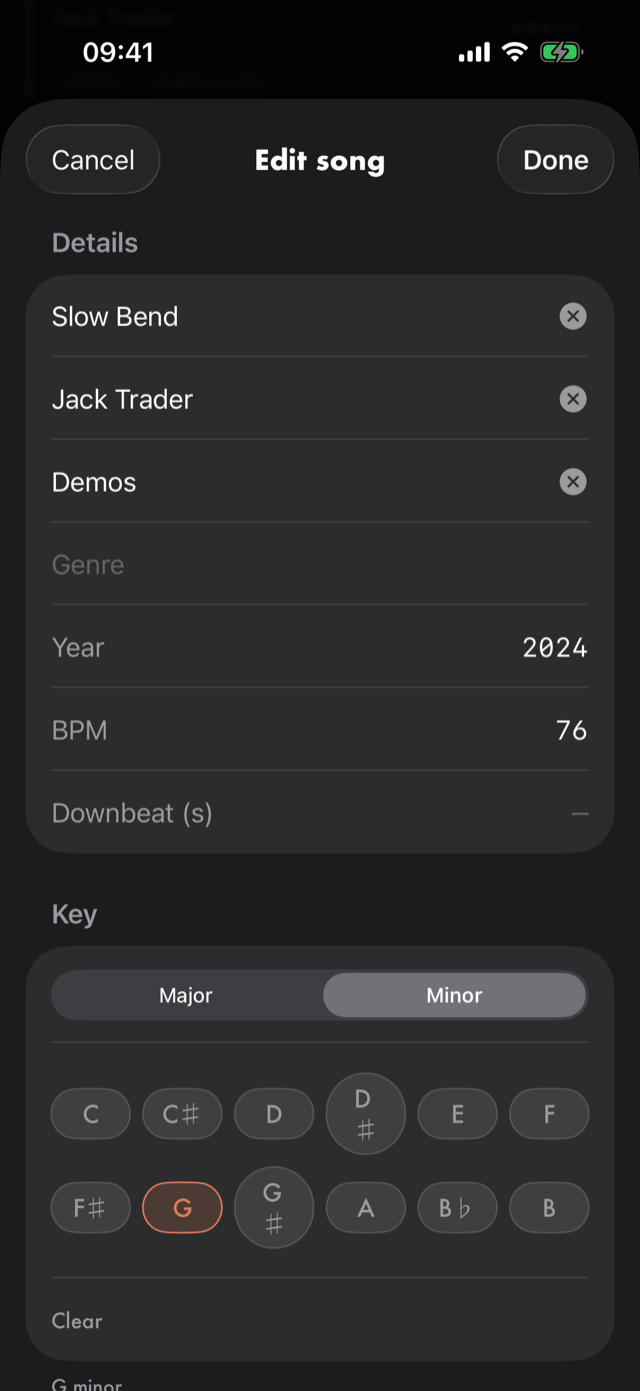 09:41
Cancel
Edit song
Done
Details
Slow Bend
Jack Trader
Demos
Genre
Year 2024
BPM 76
Downbeat (s) –
Key
Major Minor
C C♯ D D♯ E F
F♯ G G♯ A B♭ B
Clear
G minor